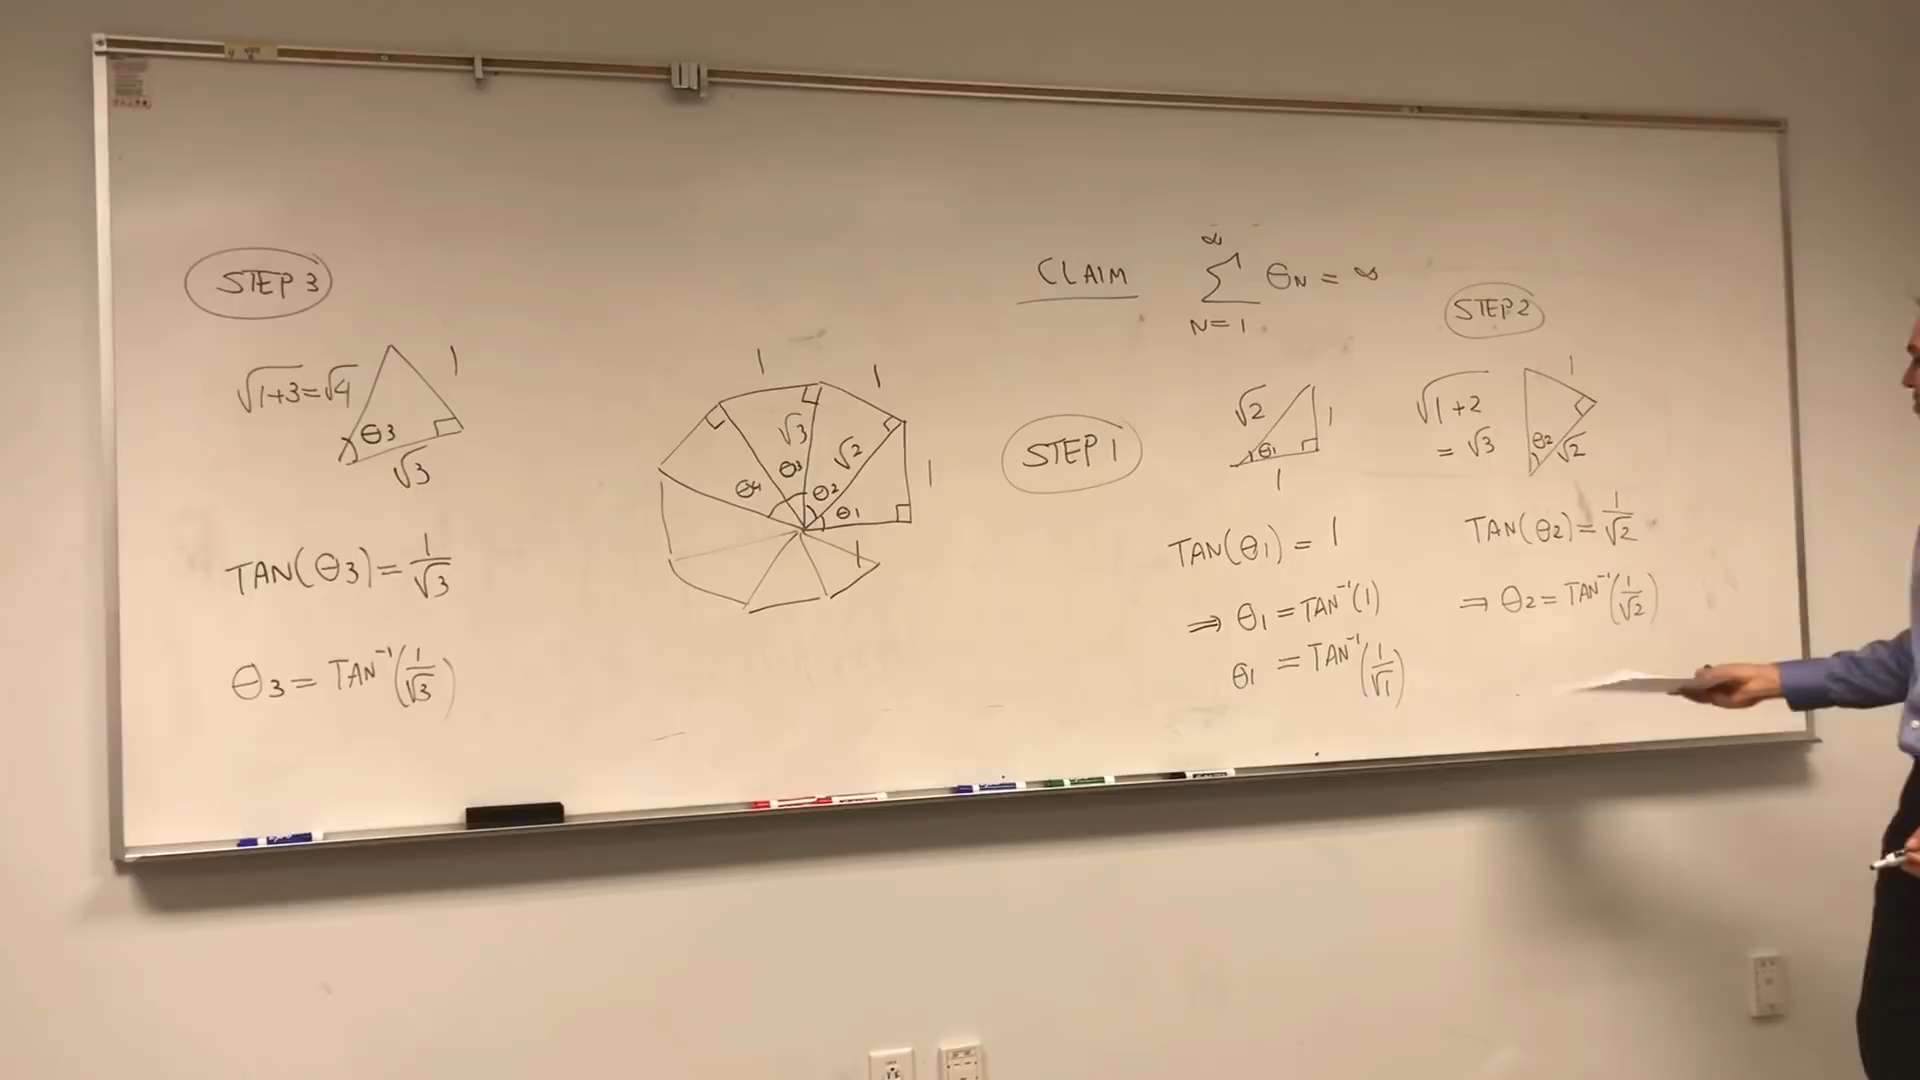 STEP 3
√1+3=√4
1
θ3
√3
TAN(θ3)=1/√3
θ3=TAN⁻¹(1/√3)
1
1
√3
√2
1
θ4
θ3
θ2
θ1
1
CLAIM
∞
∑ θN = ∞
N=1
STEP 1
√2
1
θ1
1
TAN(θ1) = 1
⇒ θ1 = TAN⁻¹(1)
θ1 = TAN⁻¹(1/√1)
STEP 2
√1+2
= √3
1
θ2
√2
TAN(θ2)=1/√2
⇒ θ2=TAN⁻¹(1/√2)